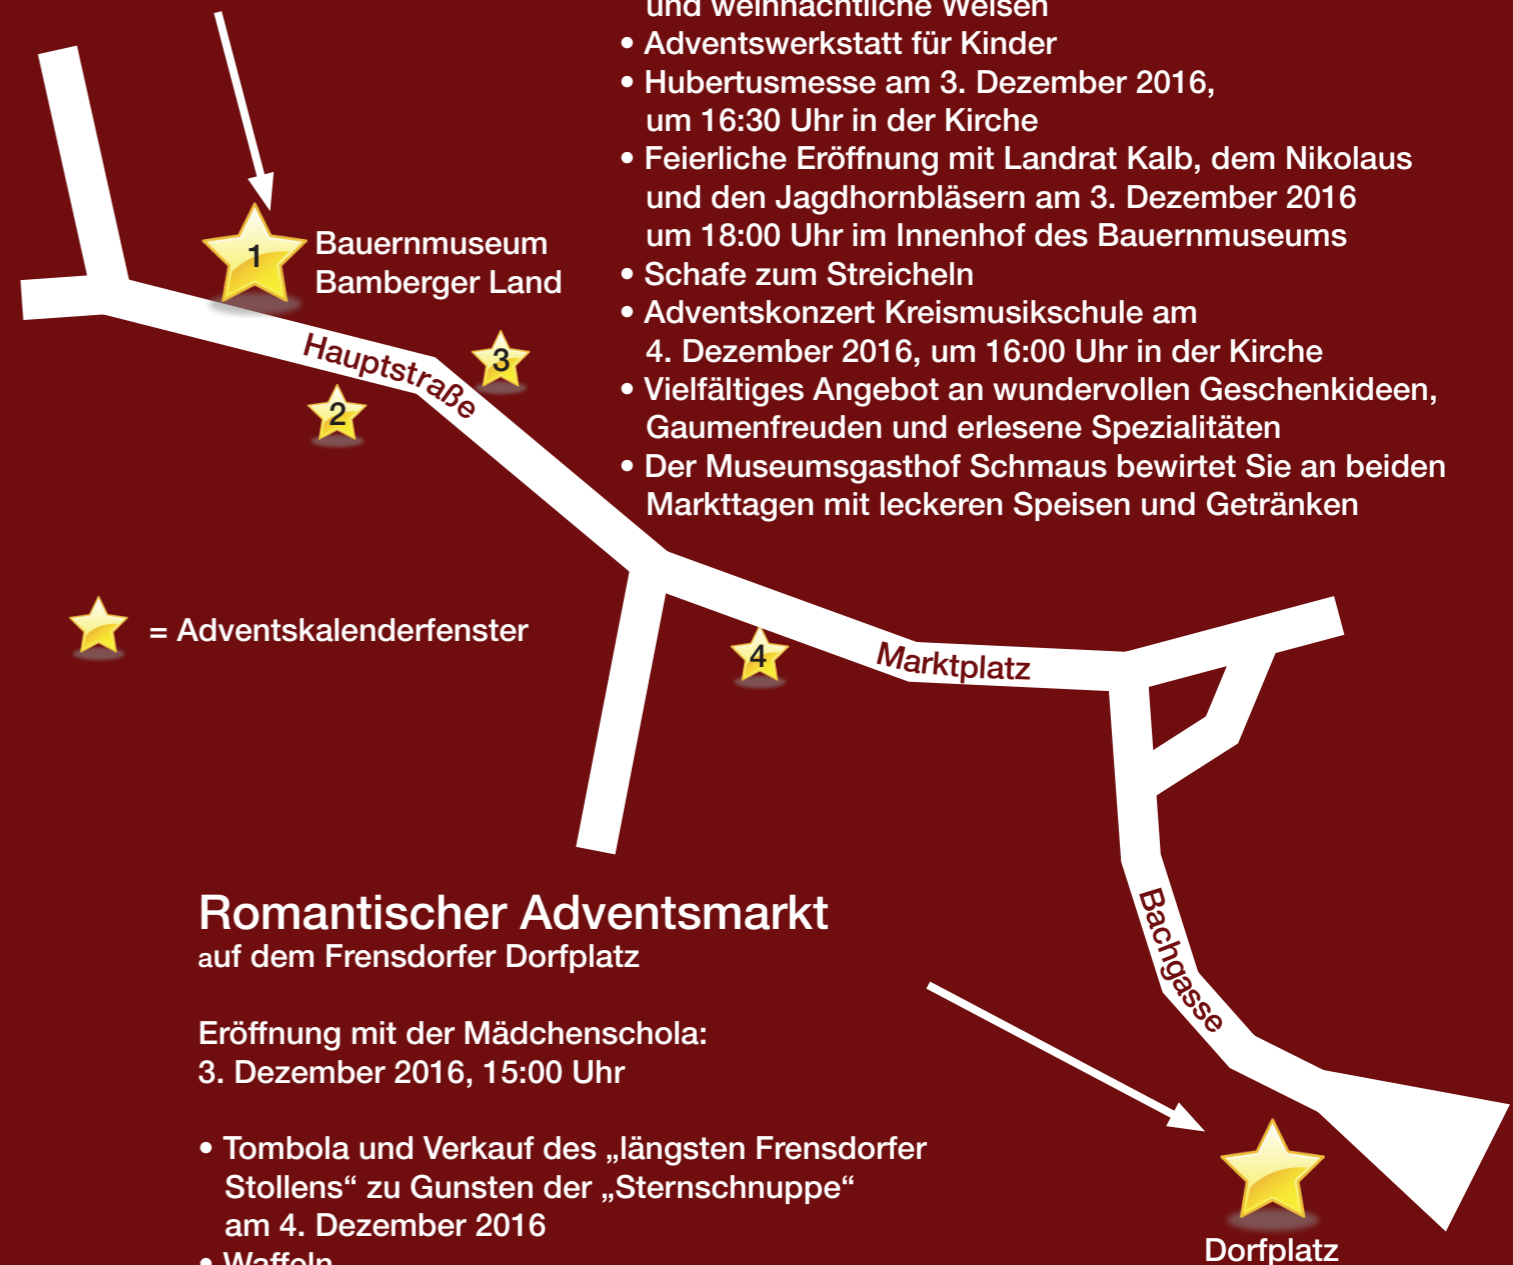 und weihnachtliche Weisen
• Adventswerkstatt für Kinder
• Hubertusmesse am 3. Dezember 2016,
um 16:30 Uhr in der Kirche
• Feierliche Eröffnung mit Landrat Kalb, dem Nikolaus
und den Jagdhornbläsern am 3. Dezember 2016
um 18:00 Uhr im Innenhof des Bauernmuseums
• Schafe zum Streicheln
• Adventskonzert Kreismusikschule am
4. Dezember 2016, um 16:00 Uhr in der Kirche
• Vielfältiges Angebot an wundervollen Geschenkideen,
Gaumenfreuden und erlesene Spezialitäten
• Der Museumsgasthof Schmaus bewirtet Sie an beiden
Markttagen mit leckeren Speisen und Getränken
1
Bauernmuseum
Bamberger Land
Hauptstraße
3
2
= Adventskalenderfenster
4
Marktplatz
Bachgasse
Romantischer Adventsmarkt
auf dem Frensdorfer Dorfplatz
Eröffnung mit der Mädchenschola:
3. Dezember 2016, 15:00 Uhr
• Tombola und Verkauf des „längsten Frensdorfer
Stollens“ zu Gunsten der „Sternschnuppe“
am 4. Dezember 2016
• Waffeln
Dorfplatz